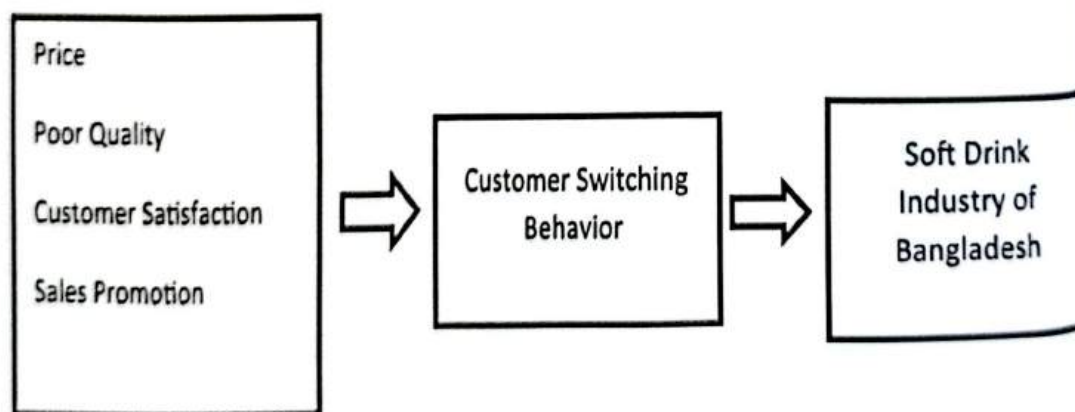 Price
Poor Quality
Customer Satisfaction
Sales Promotion
Customer Switching
Behavior
Soft Drink
Industry of
Bangladesh